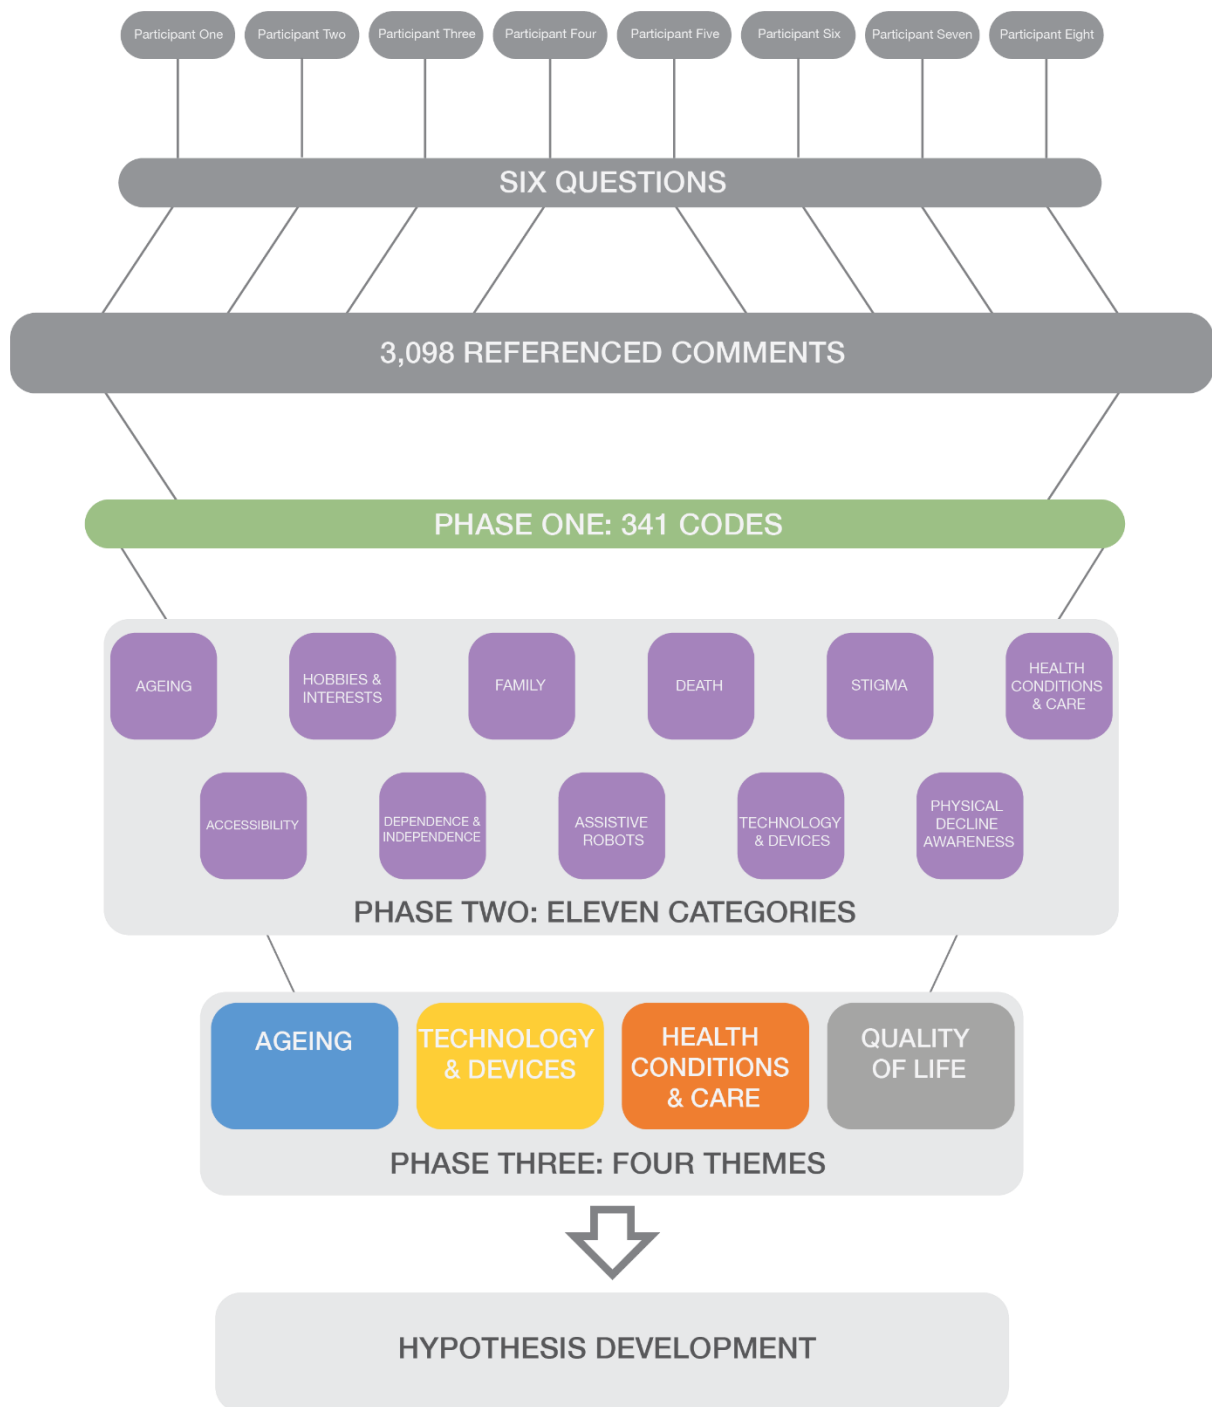 Participant One
Participant Two
Participant Three
Participant Four
Participant Five
Participant Six
Participant Seven
Participant Eight
SIX QUESTIONS
3,098 REFERENCED COMMENTS
PHASE ONE: 341 CODES
AGEING
HOBBIES &
INTERESTS
FAMILY
DEATH
STIGMA
HEALTH
CONDITIONS
& CARE
ACCESSIBILITY
DEPENDENCE &
INDEPENDENCE
ASSISTIVE
ROBOTS
TECHNOLOGY
& DEVICES
PHYSICAL
DECLINE
AWARENESS
PHASE TWO: ELEVEN CATEGORIES
AGEING
TECHNOLOGY
& DEVICES
HEALTH
CONDITIONS
& CARE
QUALITY
OF LIFE
PHASE THREE: FOUR THEMES
HYPOTHESIS DEVELOPMENT